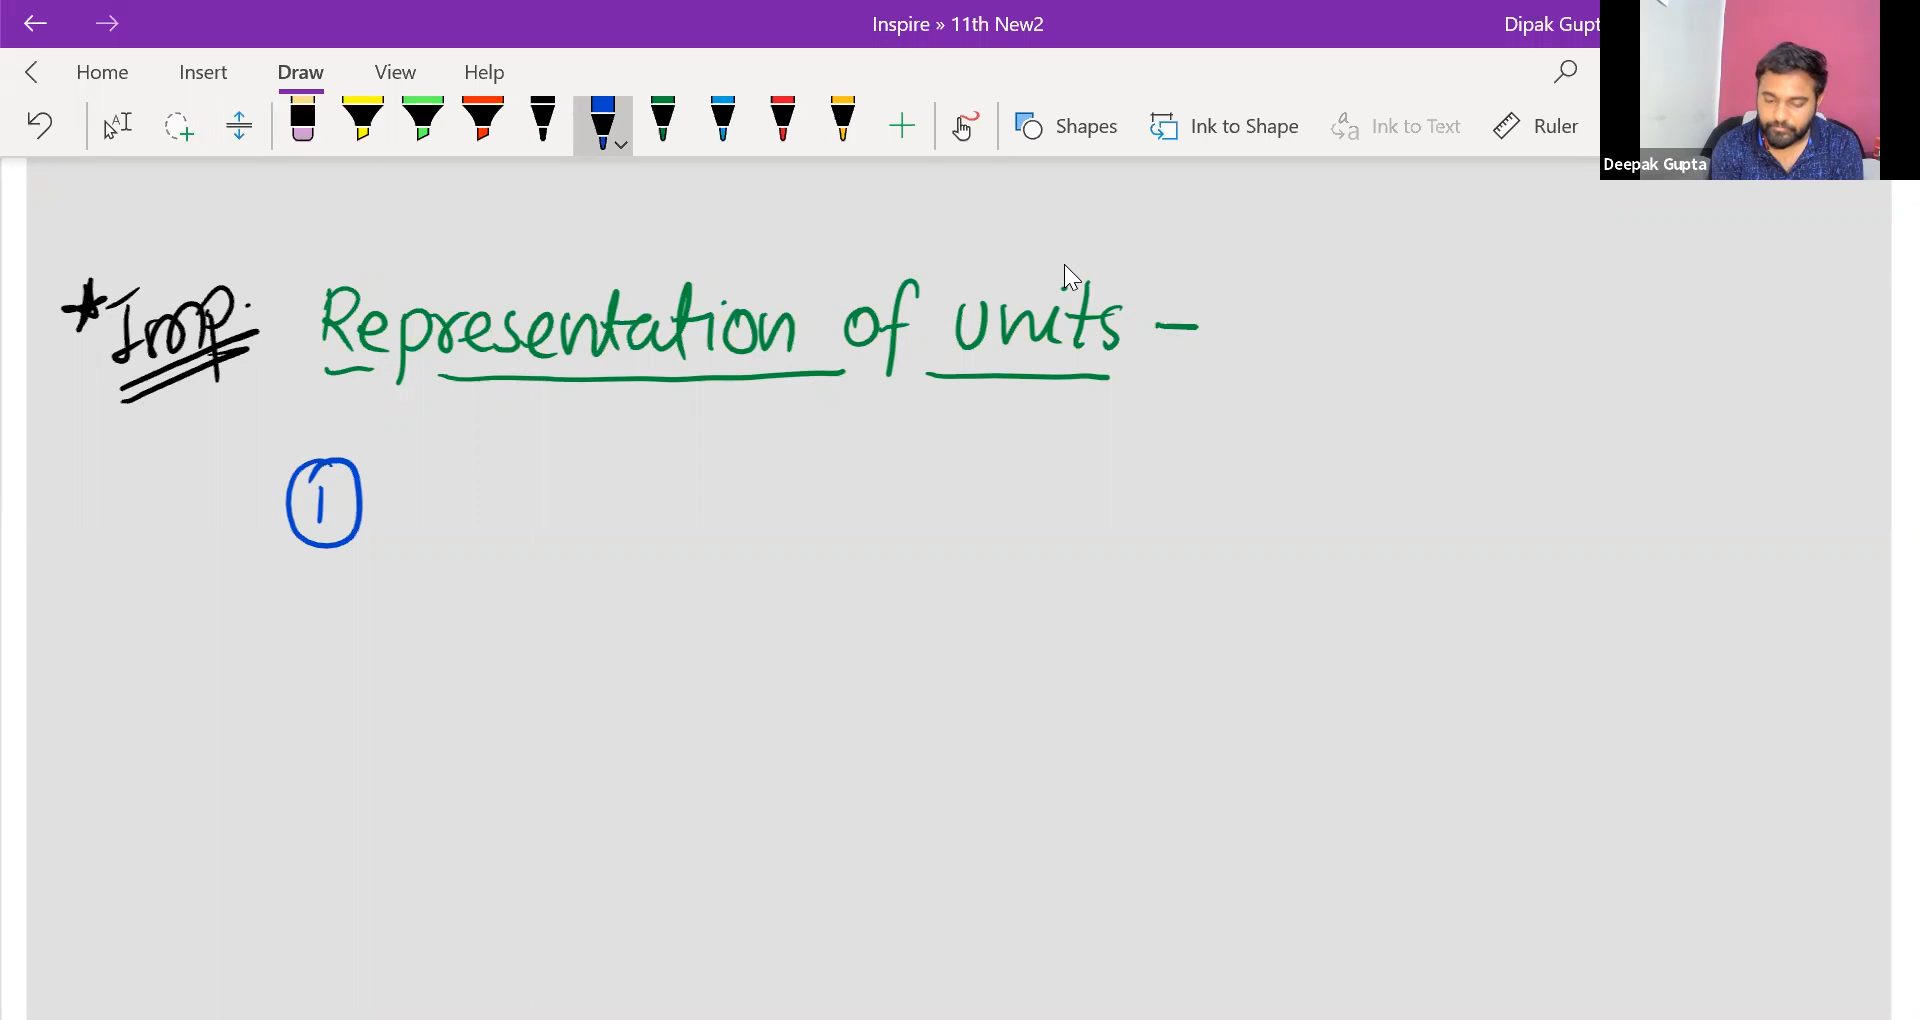 Inspire » 11th New2
Dipak Gupt
Home Insert Draw View Help
Shapes Ink to Shape Ink to Text Ruler
Deepak Gupta
*Imp. Representation of units -
1